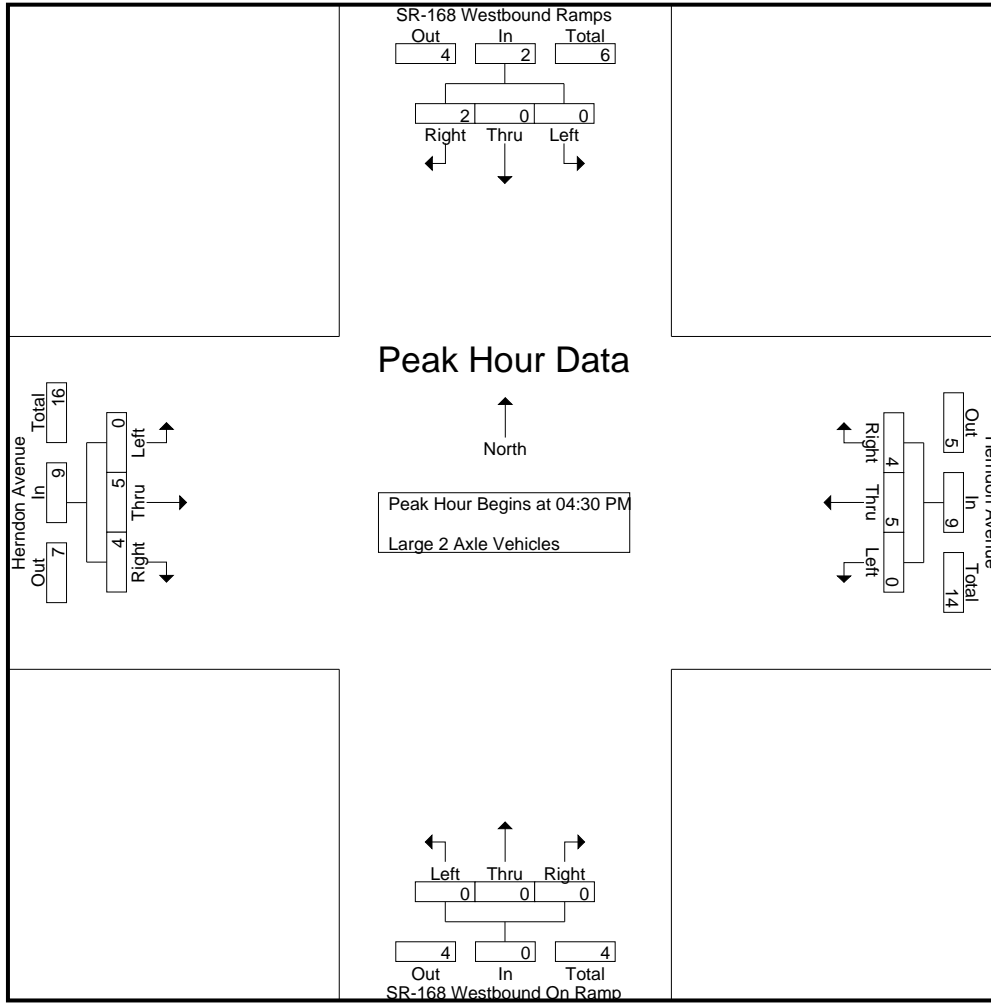 SR-168 Westbound Ramps
Out In Total
4 2 6
2 0 0
Right Thru Left
Peak Hour Data
North
Peak Hour Begins at 04:30 PM
Large 2 Axle Vehicles
Herndon Avenue
Out In Total
7 9 16
Left Thru Right
0 5 4
Herndon Avenue
Out In Total
5 9 14
Right Thru Left
4 5 0
Left Thru Right
0 0 0
4 0 4
Out In Total
SR-168 Westbound On Ramp